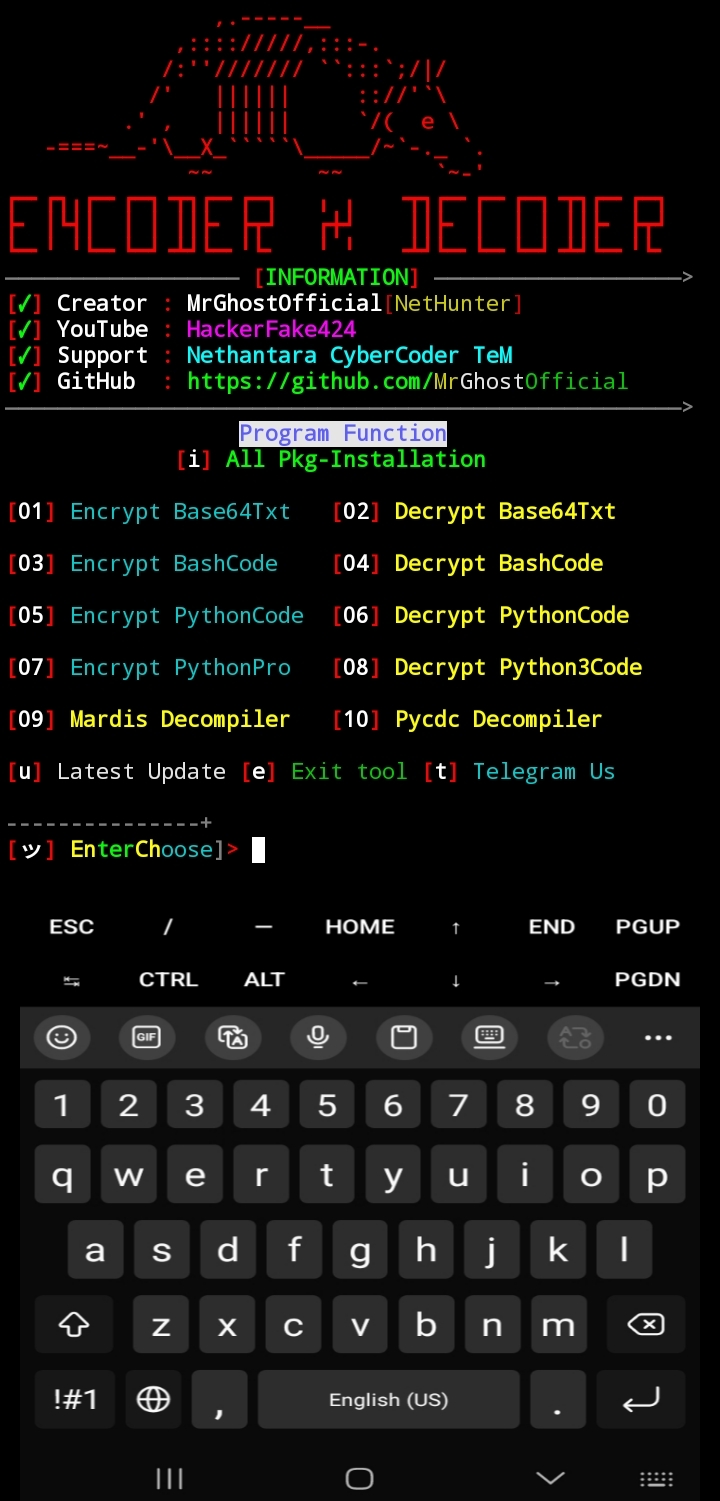 ENCODER X DECODER
[INFORMATION]
[✓] Creator : MrGhostOfficial[NetHunter]
[✓] YouTube : HackerFake424
[✓] Support : Nethantara CyberCoder TeM
[✓] GitHub : https://github.com/MrGhostOfficial
Program Function
[i] All Pkg-Installation
[01] Encrypt Base64Txt [02] Decrypt Base64Txt
[03] Encrypt BashCode [04] Decrypt BashCode
[05] Encrypt PythonCode [06] Decrypt PythonCode
[07] Encrypt PythonPro [08] Decrypt Python3Code
[09] Mardis Decompiler [10] Pycdc Decompiler
[u] Latest Update [e] Exit tool [t] Telegram Us
---------------+
[ツ] EnterChoose]>
ESC / — HOME ↑ END PGUP
↹ CTRL ALT ← ↓ → PGDN
GIF
1 2 3 4 5 6 7 8 9 0
q w e r t y u i o p
a s d f g h j k l
z x c v b n m
!#1 , English (US) .